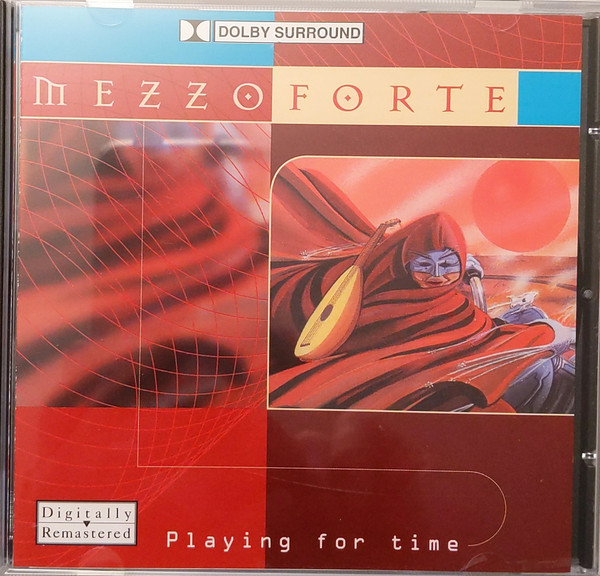 DOLBY SURROUND
MEZZOFORTE
Digitally
Remastered
Playing for time